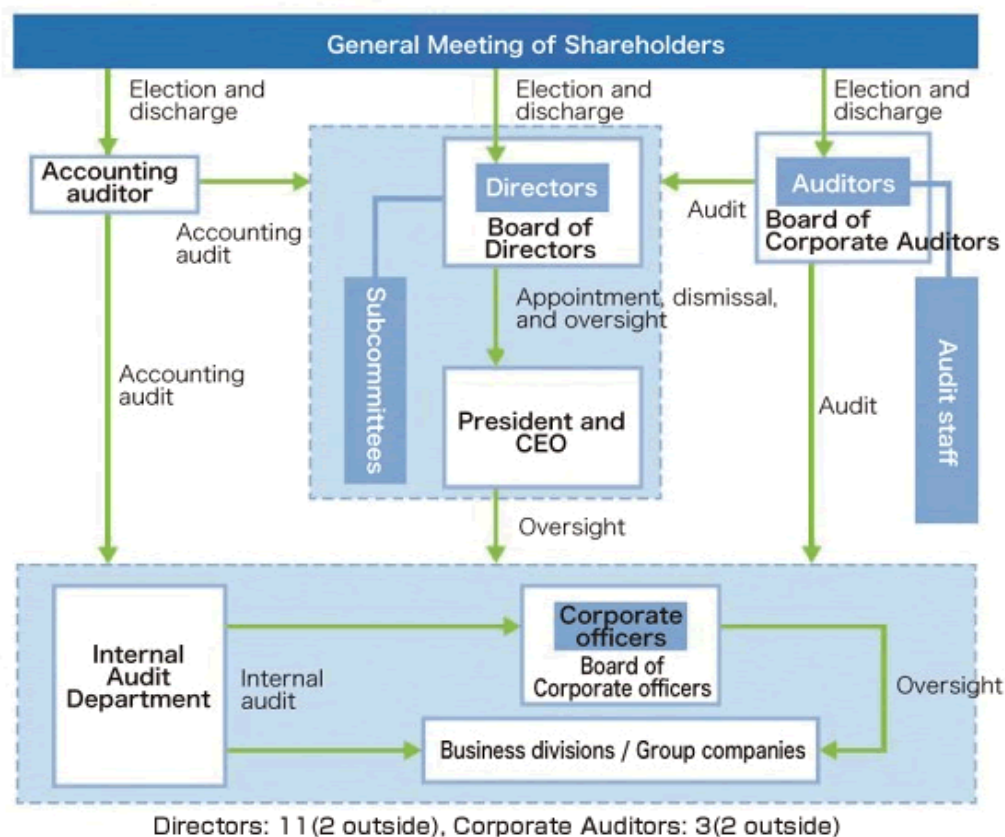 General Meeting of Shareholders
Election and
discharge
Election and
discharge
Election and
discharge
Accounting
auditor
Accounting
audit
Directors
Board of
Directors
Audit
Auditors
Board of
Corporate Auditors
Subcommittees
Appointment, dismissal,
and oversight
Audit staff
Accounting
audit
President and
CEO
Audit
Oversight
Internal
Audit
Department
Internal
audit
Corporate
officers
Board of
Corporate officers
Oversight
Business divisions / Group companies
Directors: 11(2 outside), Corporate Auditors: 3(2 outside)